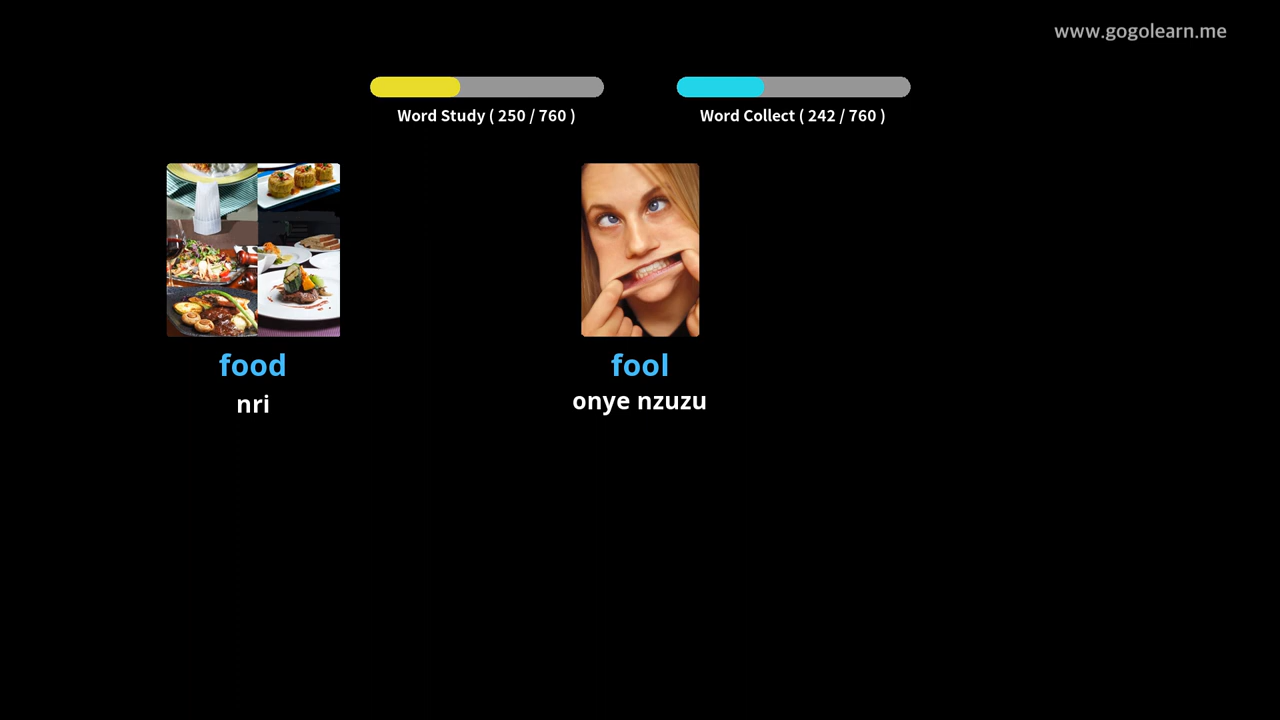 www.gogolearn.me
Word Study ( 250 / 760 )
Word Collect ( 242 / 760 )
food
nri
fool
onye nzuzu